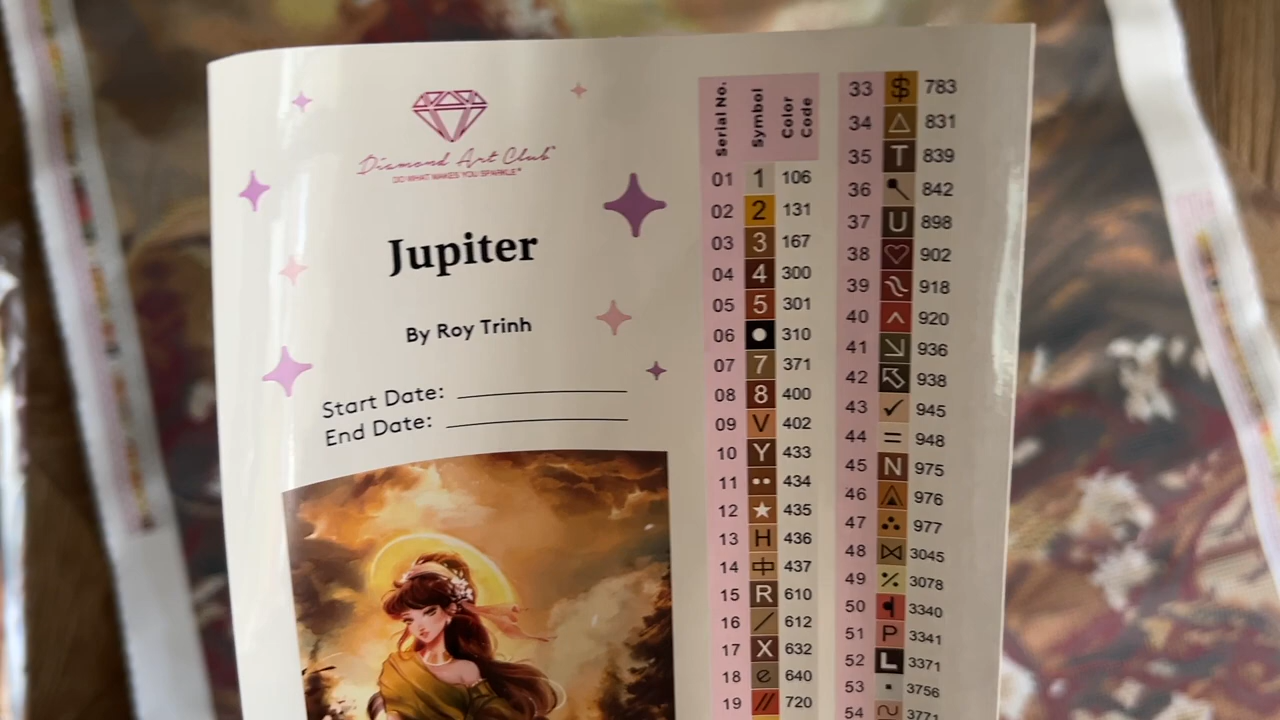 Diamond Art Club®
DO WHAT MAKES YOU SPARKLE®
Jupiter
By Roy Trinh
Start Date:
End Date:
Serial No. Symbol Color Code
01 1 106
02 2 131
03 3 167
04 4 300
05 5 301
06 ● 310
07 7 371
08 8 400
09 V 402
10 Y 433
11 •• 434
12 ★ 435
13 H 436
14 中 437
15 R 610
16 / 612
17 X 632
18 e 640
19 // 720
33 $ 783
34 △ 831
35 T 839
36 842
37 U 898
38 ♡ 902
39 918
40 ^ 920
41 ↘ 936
42 ⇖ 938
43 ✓ 945
44 = 948
45 N 975
46 976
47 ∴ 977
48 ⋈ 3045
49 ⁒ 3078
50 3340
51 P 3341
52 L 3371
53 ▪ 3756
54 3771